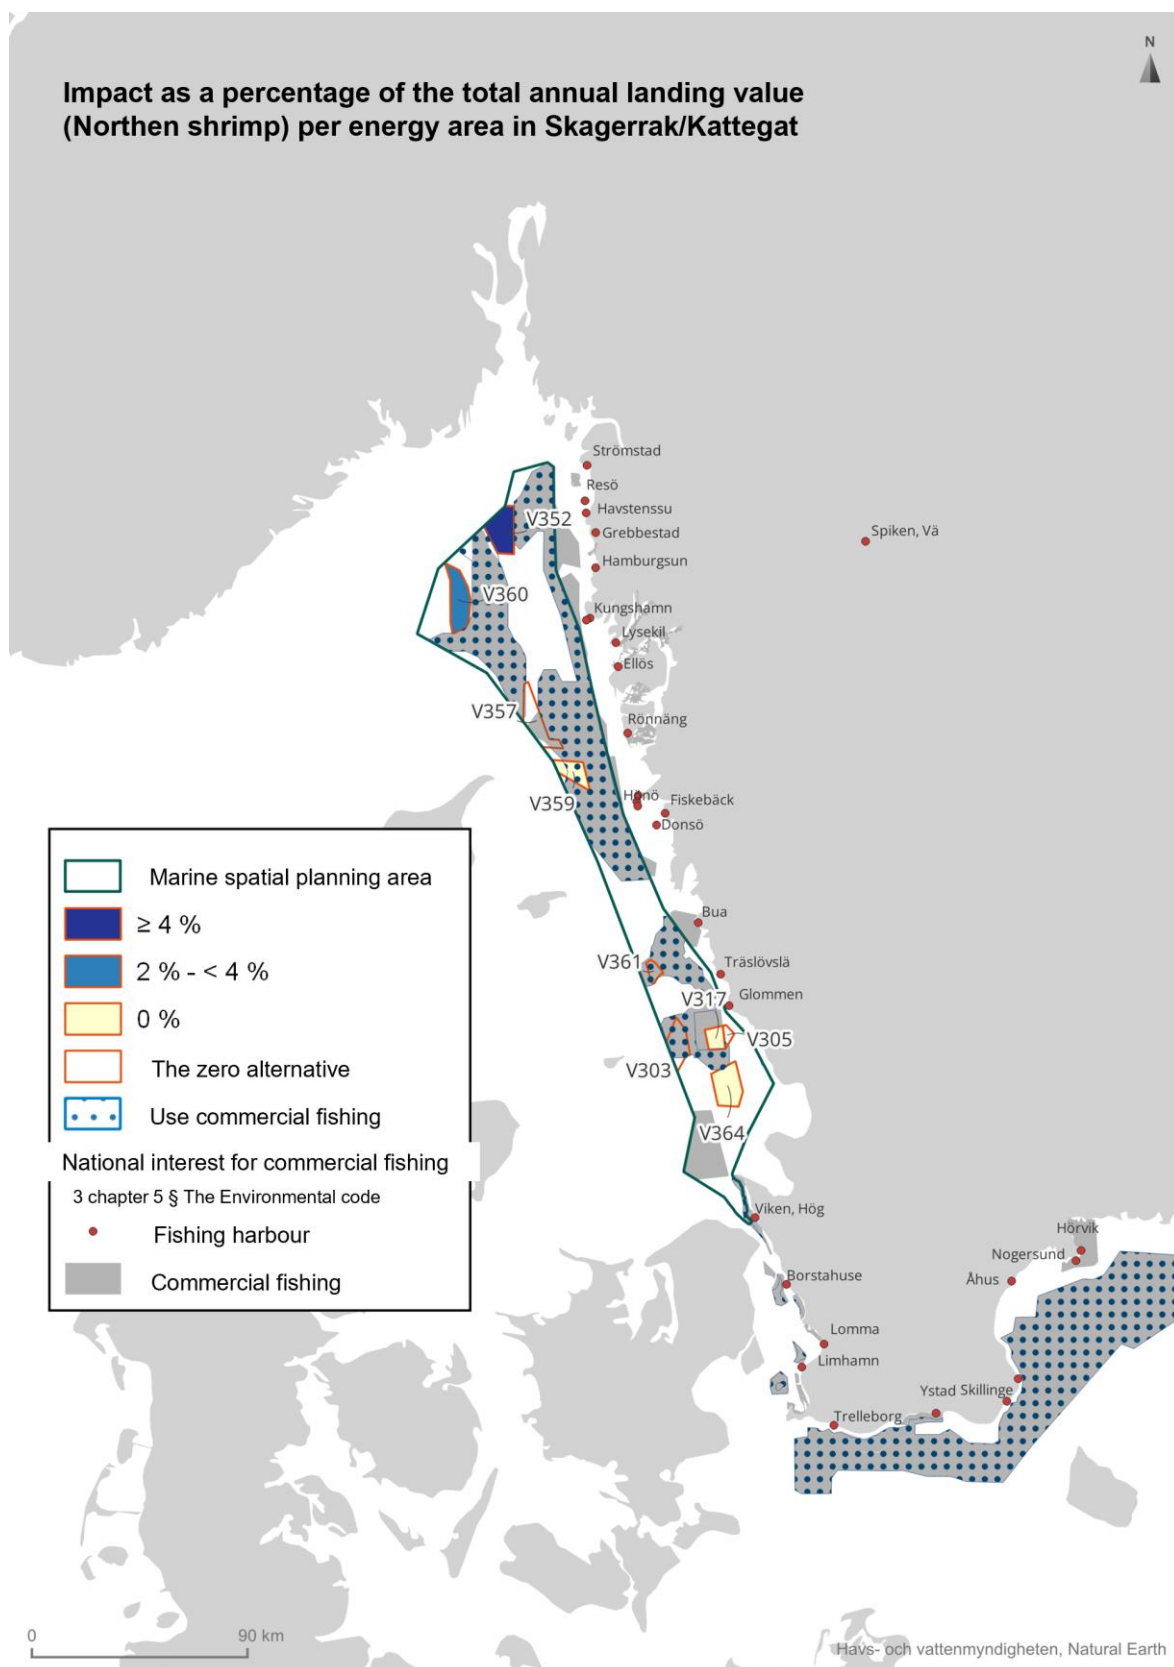 N
Impact as a percentage of the total annual landing value
(Northen shrimp) per energy area in Skagerrak/Kattegat
Strömstad
Resö
Havstenssu
V352
Grebbestad
Spiken, Vä
Hamburgsun
V360
Kungshamn
Lysekil
Ellös
V357
Rönnäng
V359
Hönö
Fiskebäck
Donsö
Bua
V361
Träslövslä
V317
Glommen
V305
V303
V364
Viken, Hög
Hörvik
Nogersund
Åhus
Borstahuse
Lomma
Limhamn
Ystad
Skillinge
Trelleborg
Marine spatial planning area
≥ 4 %
2 % - < 4 %
0 %
The zero alternative
Use commercial fishing
National interest for commercial fishing
3 chapter 5 § The Environmental code
Fishing harbour
Commercial fishing
0
90 km
Havs- och vattenmyndigheten, Natural Earth